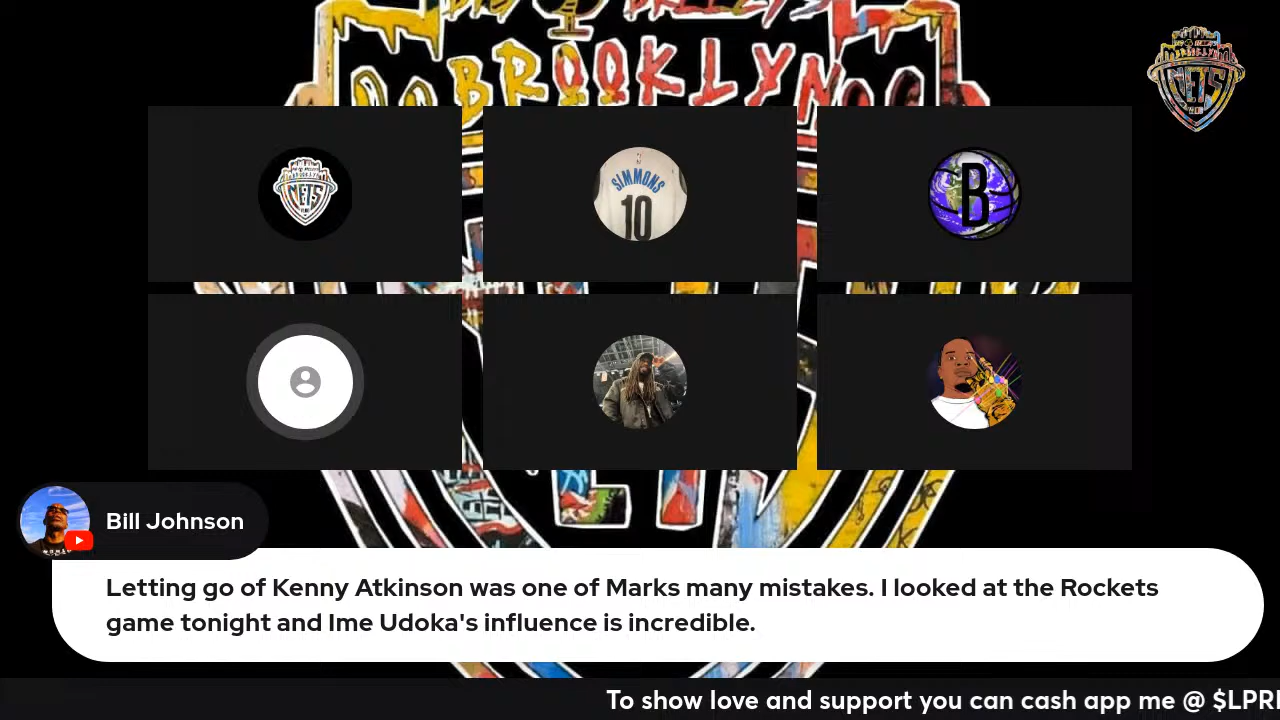 BROOKLYN
NETS
SIMMONS
10
B
Bill Johnson
Letting go of Kenny Atkinson was one of Marks many mistakes. I looked at the Rockets
game tonight and Ime Udoka's influence is incredible.
To show love and support you can cash app me @ $LPR